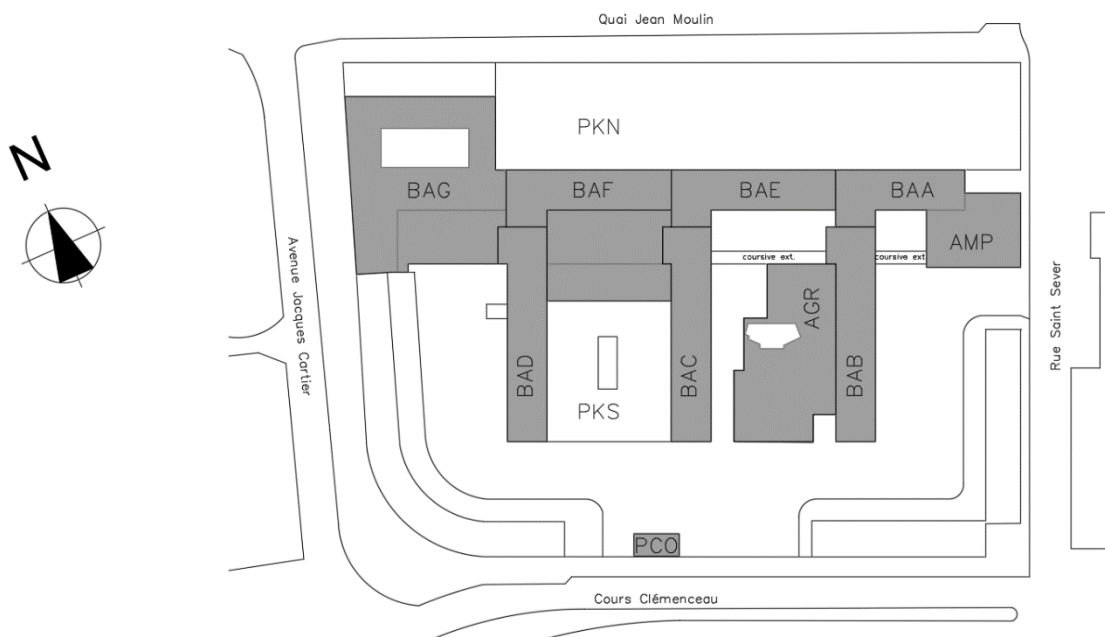 Quai Jean Moulin
N
PKN
BAG
BAF
BAE
BAA
AMP
coursive ext.
coursive ext.
Avenue Jacques Cartier
Rue Saint Sever
AGR
BAD
BAC
BAB
PKS
PCO
Cours Clémenceau